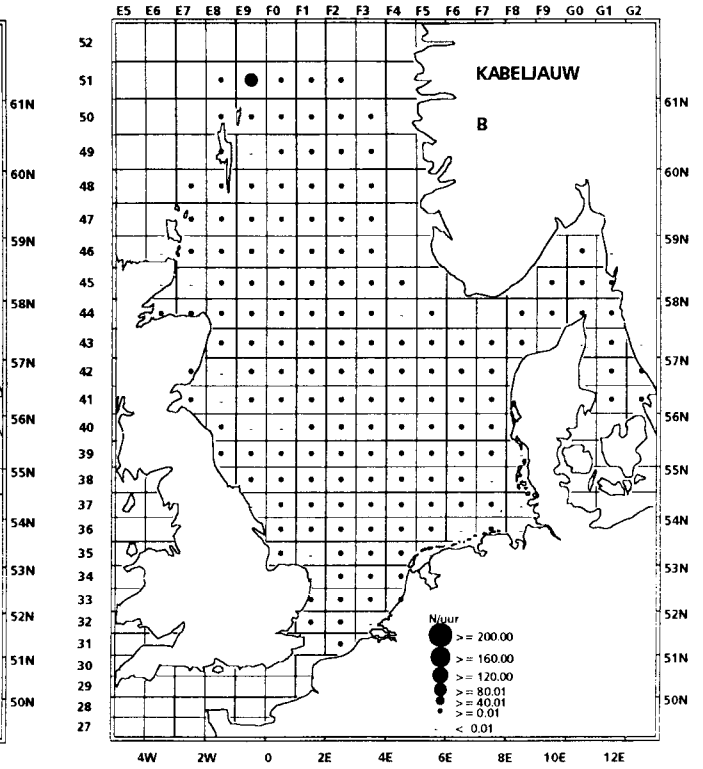 E5 E6 E7 E8 E9 F0 F1 F2 F3 F4 F5 F6 F7 F8 F9 G0 G1 G2
52
51
50
49
48
47
46
45
44
43
42
41
40
39
38
37
36
35
34
33
32
31
30
29
28
27
61N
60N
59N
58N
57N
56N
55N
54N
53N
52N
51N
50N
KABELJAUW
B
61N
60N
59N
58N
57N
56N
55N
54N
53N
52N
51N
50N
N/uur
>= 200.00
>= 160.00
>= 120.00
>= 80.01
>= 40.01
>= 0.01
< 0.01
4W 2W 0 2E 4E 6E 8E 10E 12E